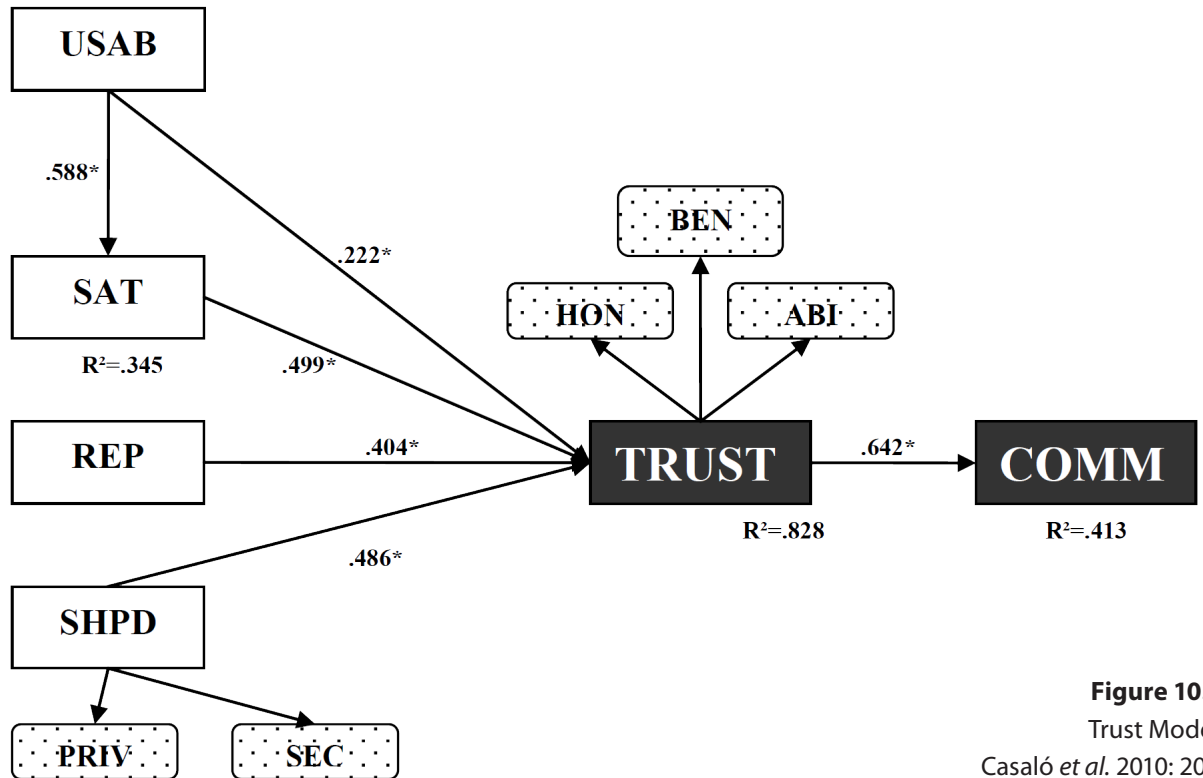 USAB
.588*
.222*
BEN
SAT
HON
ABI
R²=.345
.499*
REP
.404*
TRUST
.642*
COMM
R²=.828
R²=.413
.486*
SHPD
PRIV
SEC
Figure 10
Trust Mode
Casaló et al. 2010: 20